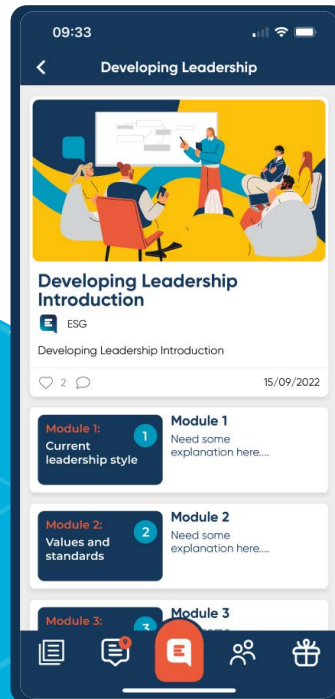 09:33
Developing Leadership
Developing Leadership
Introduction
ESG
Developing Leadership Introduction
2
15/09/2022
Module 1:
Current
leadership style
1
Module 1
Need some
explanation here....
Module 2:
Values and
standards
2
Module 2
Need some
explanation here....
Module 3:
3
Module 3
9